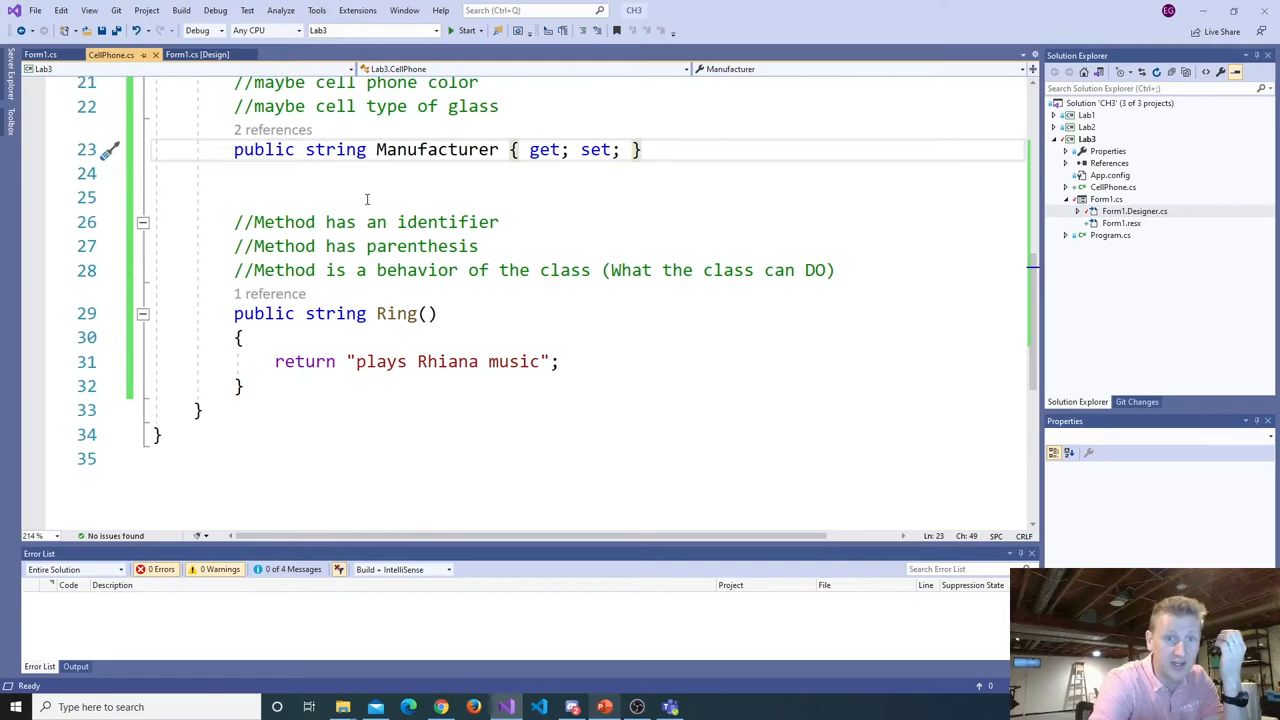 File Edit View Git Project Build Debug Test Analyze Tools Extensions Window Help Search (Ctrl+Q) CH3 EG
Debug Any CPU Lab3 Start Live Share
Form1.cs CellPhone.cs Form1.cs [Design]
Lab3 Lab3.CellPhone Manufacturer
Server Explorer
Toolbox
21 //maybe cell phone color
22 //maybe cell type of glass
2 references
23 public string Manufacturer { get; set; }
24
25
26 //Method has an identifier
27 //Method has parenthesis
28 //Method is a behavior of the class (What the class can DO)
1 reference
29 public string Ring()
30 {
31 return "plays Rhiana music";
32 }
33 }
34 }
35
214 % No issues found Ln: 23 Ch: 49 SPC CRLF
Solution Explorer
Search Solution Explorer (Ctrl+;)
Solution 'CH3' (3 of 3 projects)
Lab1
Lab2
Lab3
Properties
References
App.config
CellPhone.cs
Form1.cs
Form1.Designer.cs
Form1.resx
Program.cs
Solution Explorer Git Changes
Properties
Error List
Entire Solution 0 Errors 0 Warnings 0 of 4 Messages Build + IntelliSense Search Error List
Code Description Project File Line Suppression State
Error List Output
Ready 0
Type here to search